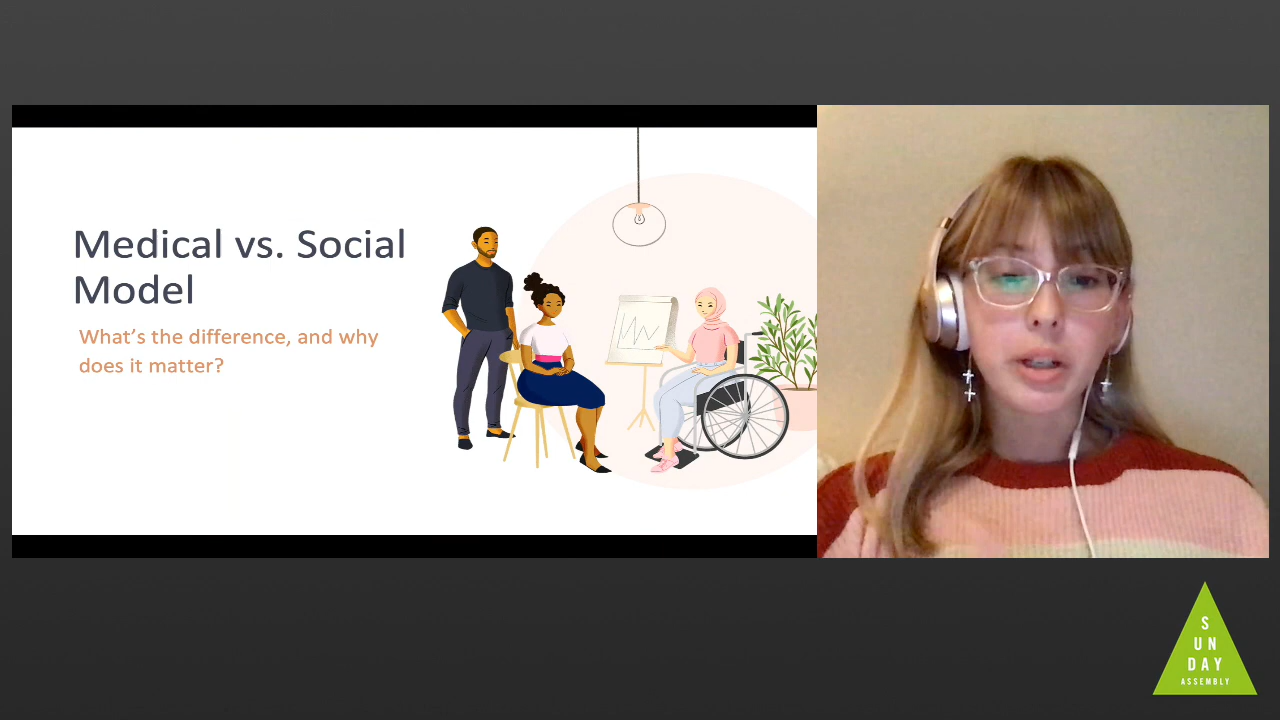 Medical vs. Social
Model
What's the difference, and why
does it matter?
S
UN
DAY
ASSEMBLY